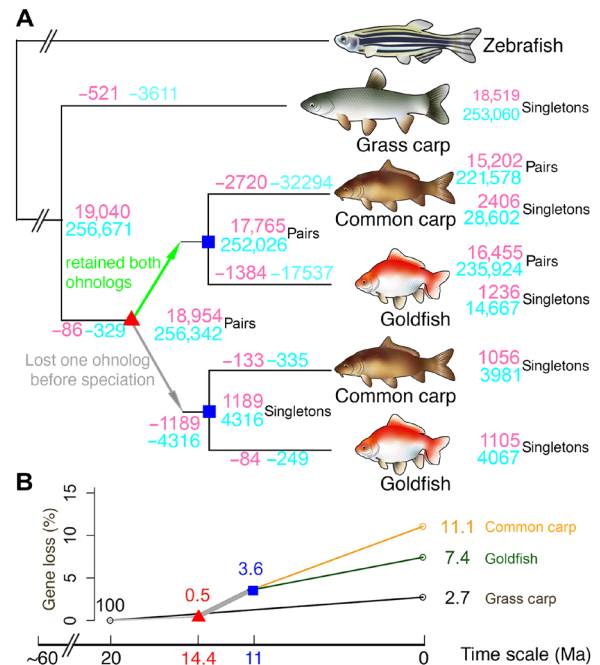 A
Zebrafish
−521 −3611
18,519
253,060
Singletons
Grass carp
−2720 −32294
15,202
221,578
Pairs
Common carp
2406
28,602
Singletons
19,040
256,671
17,765
252,026
Pairs
retained both
ohnologs
−1384 −17537
16,455
235,924
Pairs
Goldfish
1236
14,667
Singletons
18,954
256,342
Pairs
−86 −329
Lost one ohnolog
before speciation
−133 −335
1056
3981
Singletons
Common carp
1189
4316
Singletons
−1189
−4316
−84 −249
1105
4067
Singletons
Goldfish
B
Gene loss (%)
15
10
5
0
100
0.5
3.6
11.1 Common carp
7.4 Goldfish
2.7 Grass carp
~60
20
14.4
11
0
Time scale (Ma)